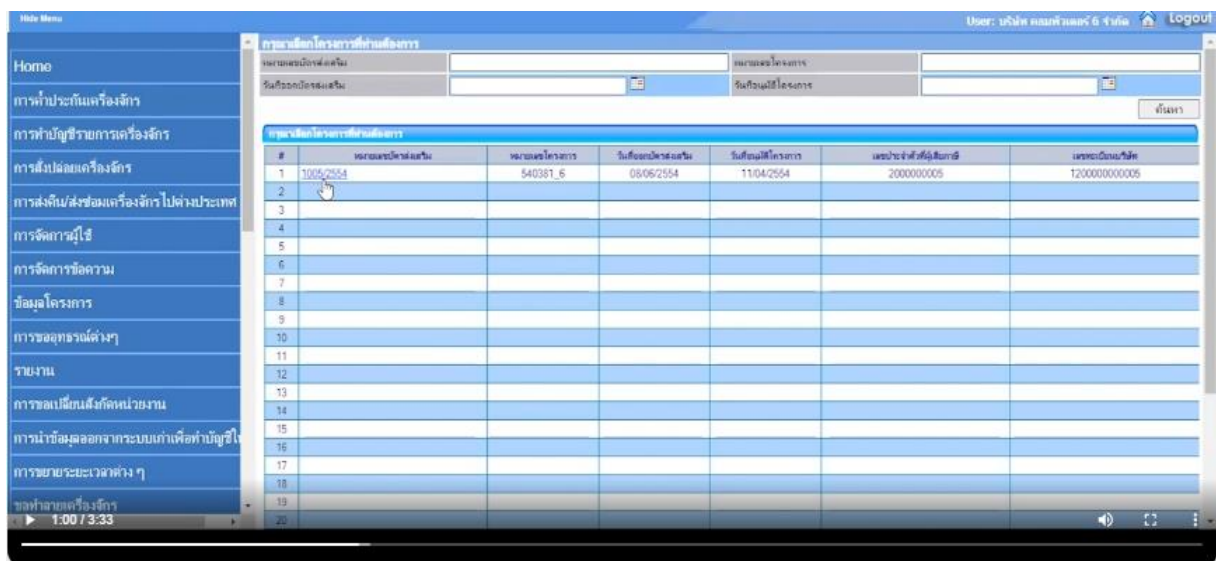 Hide Menu
User: บริษัท คอมพิวเตอร์ 6 จำกัด Logout
Home
การค้ำประกันเครื่องจักร
การทำบัญชีรายการเครื่องจักร
การสั่งปล่อยเครื่องจักร
การส่งคืน/ส่งซ่อมเครื่องจักรไปต่างประเทศ
การจัดการผู้ใช้
การจัดการข้อความ
ข้อมูลโครงการ
การขออุทธรณ์ต่างๆ
รายงาน
การขอเปลี่ยนสังกัดหน่วยงาน
การนำข้อมูลออกจากระบบเก่าเพื่อทำบัญชีใ
การขยายระยะเวลาต่าง ๆ
ขอทำลายเครื่องจักร
กรุณาเลือกโครงการที่ท่านต้องการ
หมายเลขบัตรส่งเสริม หมายเลขโครงการ
วันที่ออกบัตรส่งเสริม วันที่อนุมัติโครงการ
ค้นหา
กรุณาเลือกโครงการที่ท่านต้องการ
# หมายเลขบัตรส่งเสริม หมายเลขโครงการ วันที่ออกบัตรส่งเสริม วันที่อนุมัติโครงการ เลขประจำตัวผู้เสียภาษี เลขทะเบียนบริษัท
1 1005/2554 540381_6 08/06/2554 11/04/2554 2000000005 1200000000005
2
3
4
5
6
7
8
9
10
11
12
13
14
15
16
17
18
19
20
1:00 / 3:33